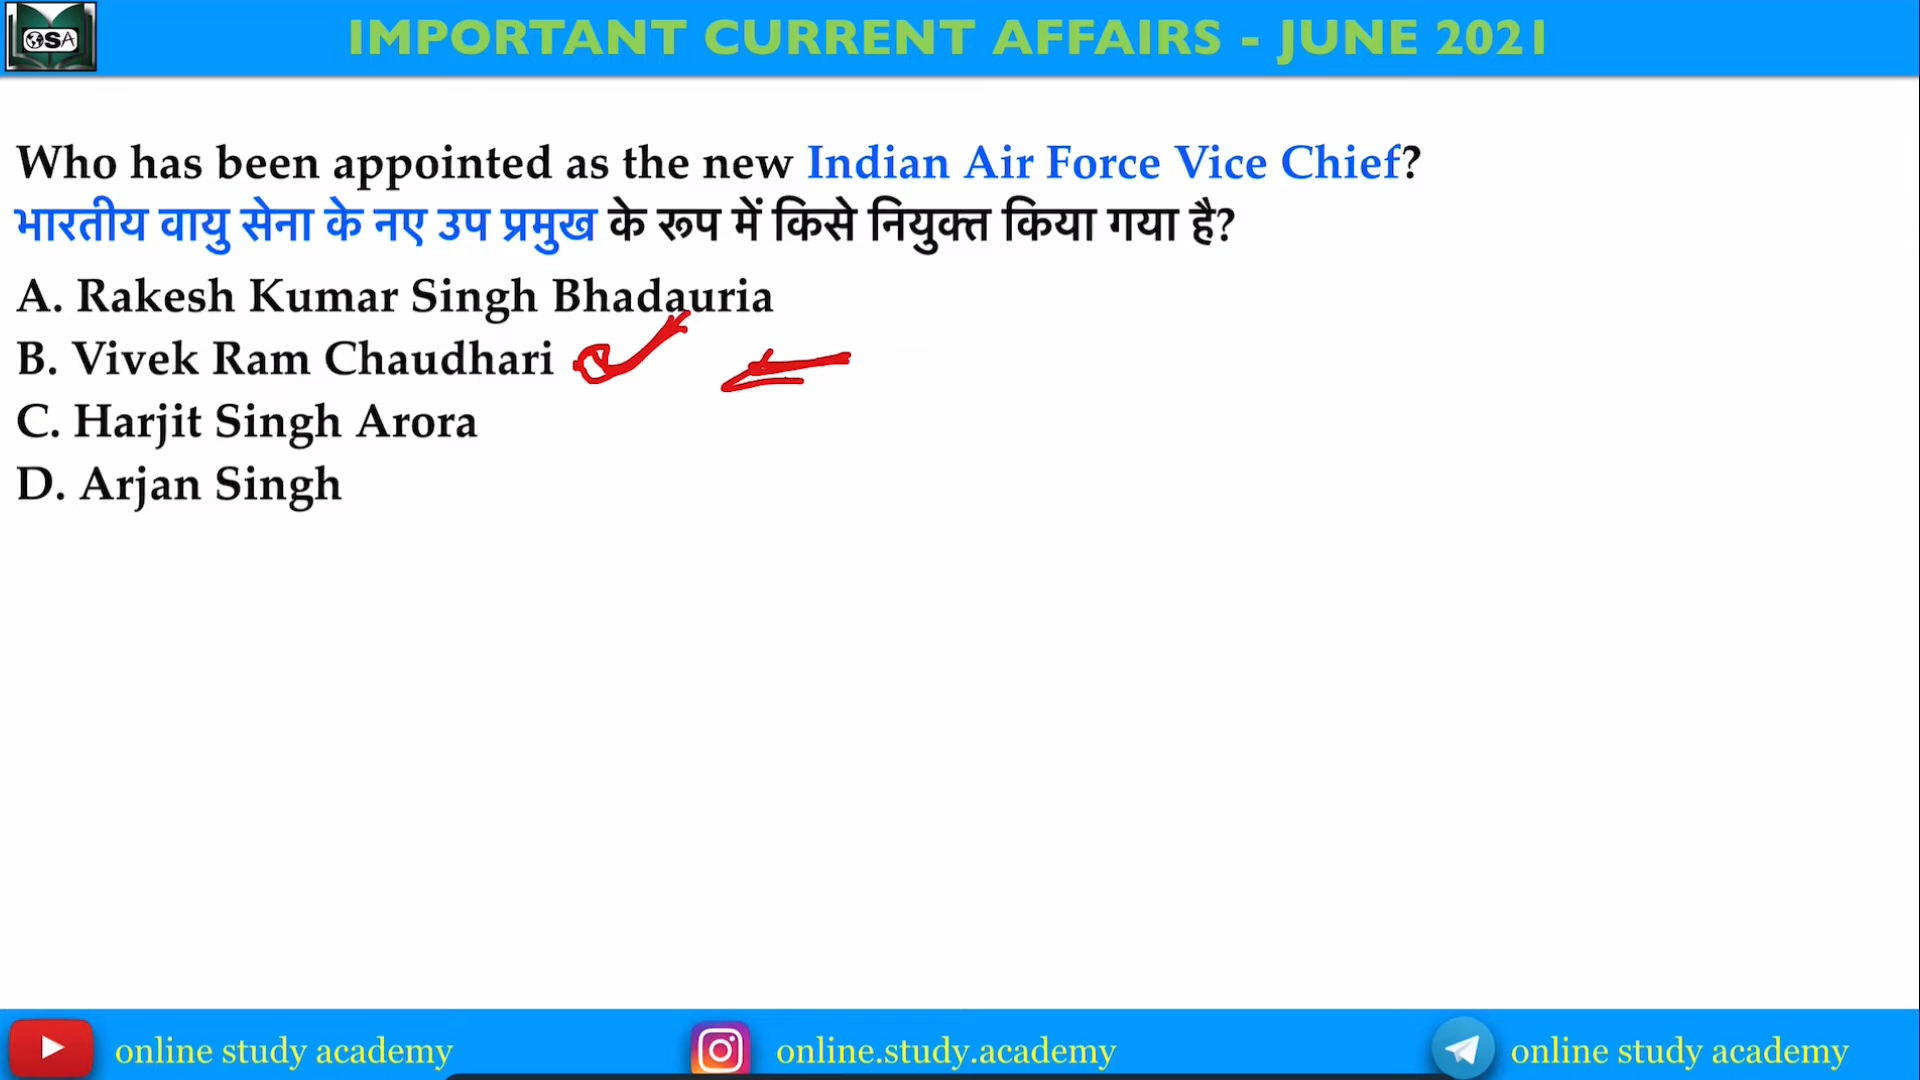 OSA
IMPORTANT CURRENT AFFAIRS - JUNE 2021
Who has been appointed as the new Indian Air Force Vice Chief?
भारतीय वायु सेना के नए उप प्रमुख के रूप में किसे नियुक्त किया गया है?
A. Rakesh Kumar Singh Bhadauria
B. Vivek Ram Chaudhari
C. Harjit Singh Arora
D. Arjan Singh
online study academy
online.study.academy
online study academy